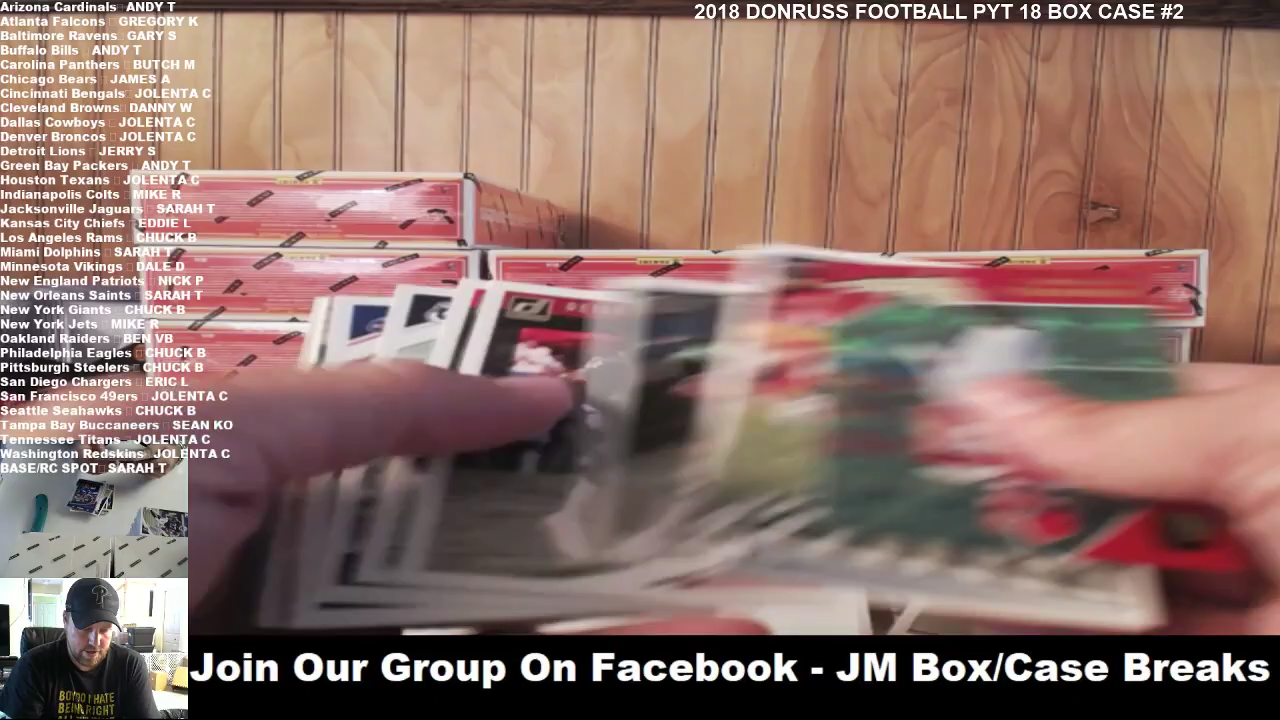 Arizona Cardinals ANDY T
Atlanta Falcons GREGORY K
Baltimore Ravens GARY S
Buffalo Bills ANDY T
Carolina Panthers BUTCH M
Chicago Bears JAMES A
Cincinnati Bengals JOLENTA C
Cleveland Browns DANNY W
Dallas Cowboys JOLENTA C
Denver Broncos JOLENTA C
Detroit Lions JERRY S
Green Bay Packers ANDY T
Houston Texans JOLENTA C
Indianapolis Colts MIKE R
Jacksonville Jaguars SARAH T
Kansas City Chiefs EDDIE L
Los Angeles Rams CHUCK B
Miami Dolphins SARAH T
Minnesota Vikings DALE D
New England Patriots NICK P
New Orleans Saints SARAH T
New York Giants CHUCK B
New York Jets MIKE R
Oakland Raiders BEN VB
Philadelphia Eagles CHUCK B
Pittsburgh Steelers CHUCK B
San Diego Chargers ERIC L
San Francisco 49ers JOLENTA C
Seattle Seahawks CHUCK B
Tampa Bay Buccaneers SEAN KO
Tennessee Titans JOLENTA C
Washington Redskins JOLENTA C
BASE/RC SPOT SARAH T
2018 DONRUSS FOOTBALL PYT 18 BOX CASE #2
Join Our Group On Facebook - JM Box/Case Breaks